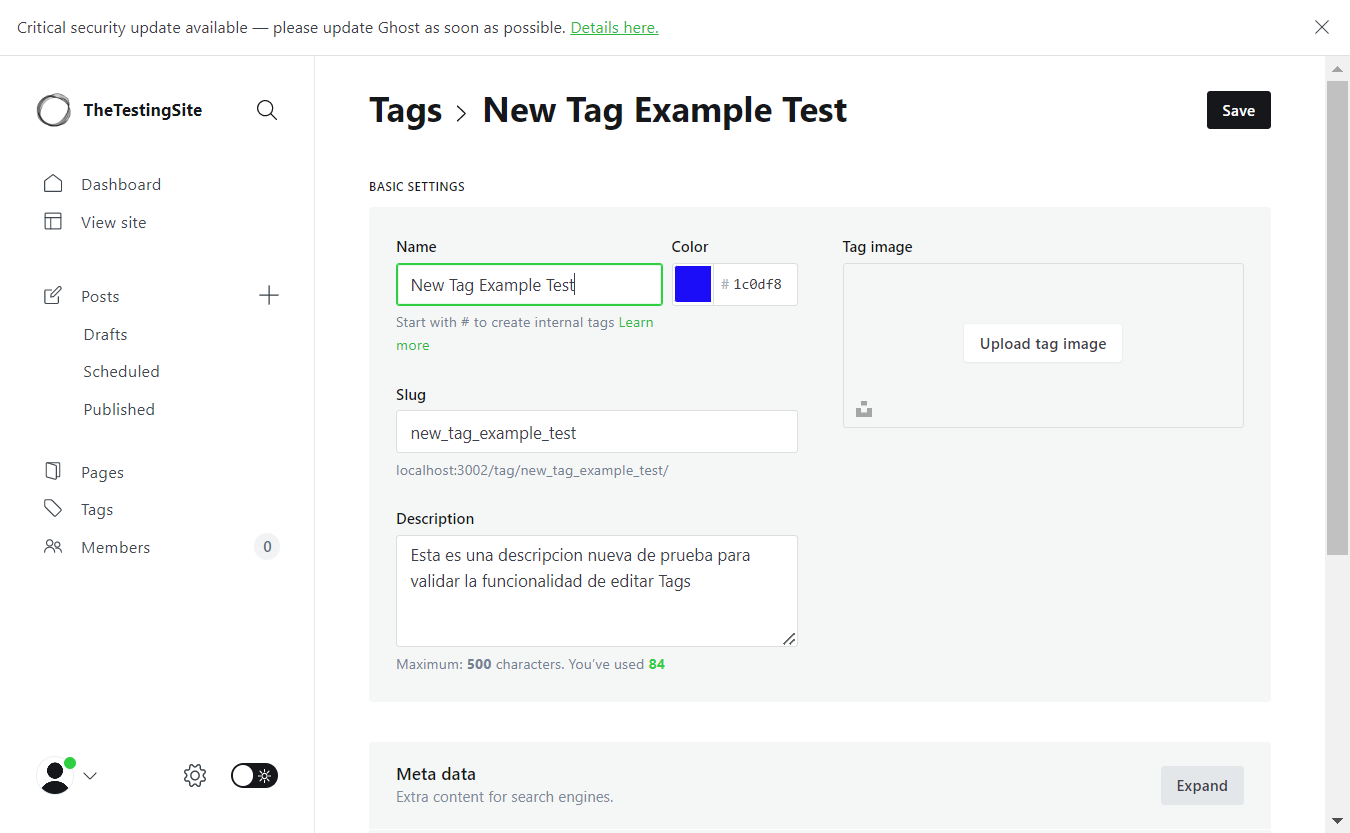 Critical security update available — please update Ghost as soon as possible. Details here.
TheTestingSite
Dashboard
View site
Posts
Drafts
Scheduled
Published
Pages
Tags
Members 0
Tags > New Tag Example Test
Save
BASIC SETTINGS
Name
New Tag Example Test
Start with # to create internal tags Learn
more
Color
# 1c0df8
Slug
new_tag_example_test
localhost:3002/tag/new_tag_example_test/
Description
Esta es una descripcion nueva de prueba para
validar la funcionalidad de editar Tags
Maximum: 500 characters. You’ve used 84
Tag image
Upload tag image
Meta data
Extra content for search engines.
Expand